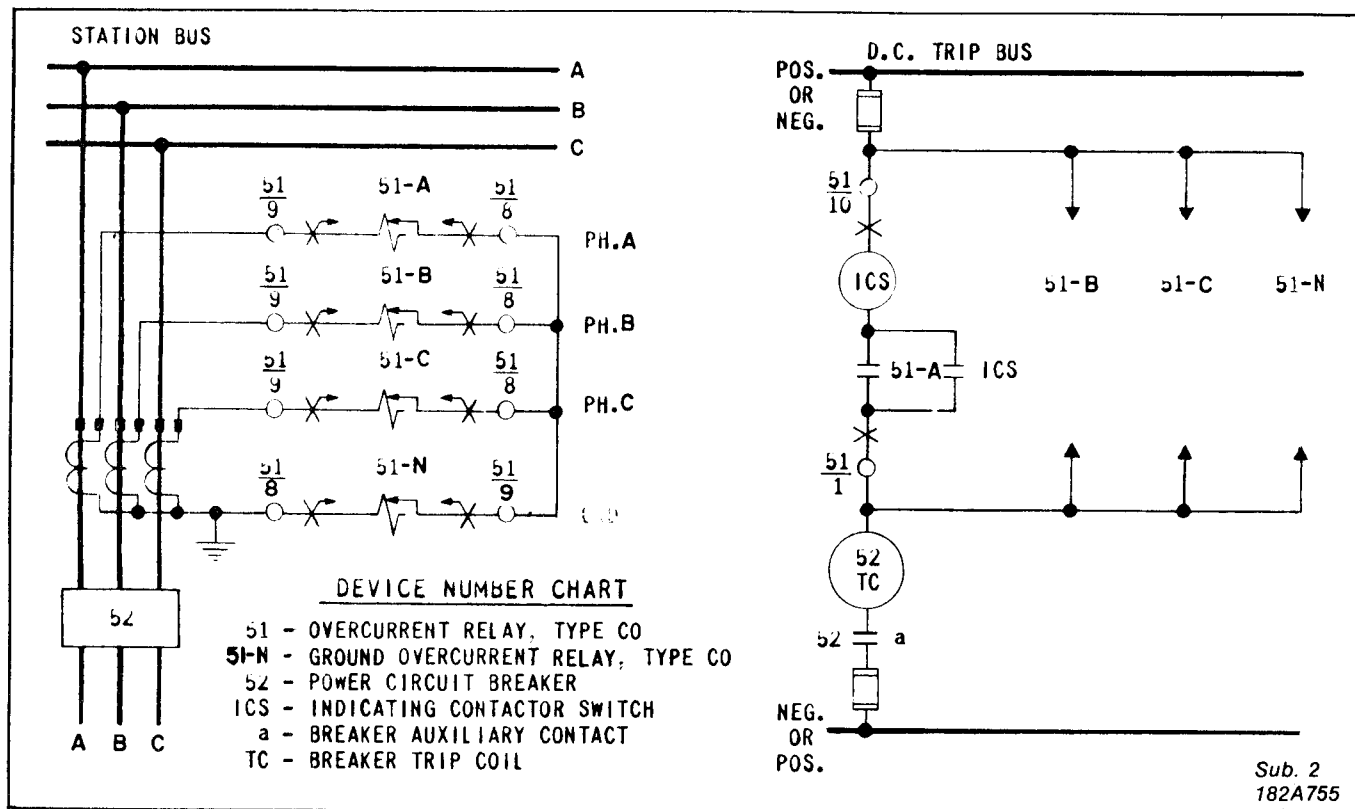 STATION BUS
A
B
C
51
9
51-A
51
8
PH.A
51
9
51-B
51
8
PH.B
51
9
51-C
51
8
PH.C
51
8
51-N
51
9
52
A B C
DEVICE NUMBER CHART
51 - OVERCURRENT RELAY, TYPE CO
51-N - GROUND OVERCURRENT RELAY, TYPE CO
52 - POWER CIRCUIT BREAKER
ICS - INDICATING CONTACTOR SWITCH
a - BREAKER AUXILIARY CONTACT
TC - BREAKER TRIP COIL
D.C. TRIP BUS
POS.
OR
NEG.
51
10
ICS
51-B 51-C 51-N
51-A ICS
51
1
52
TC
52 a
NEG.
OR
POS.
Sub. 2
182A755